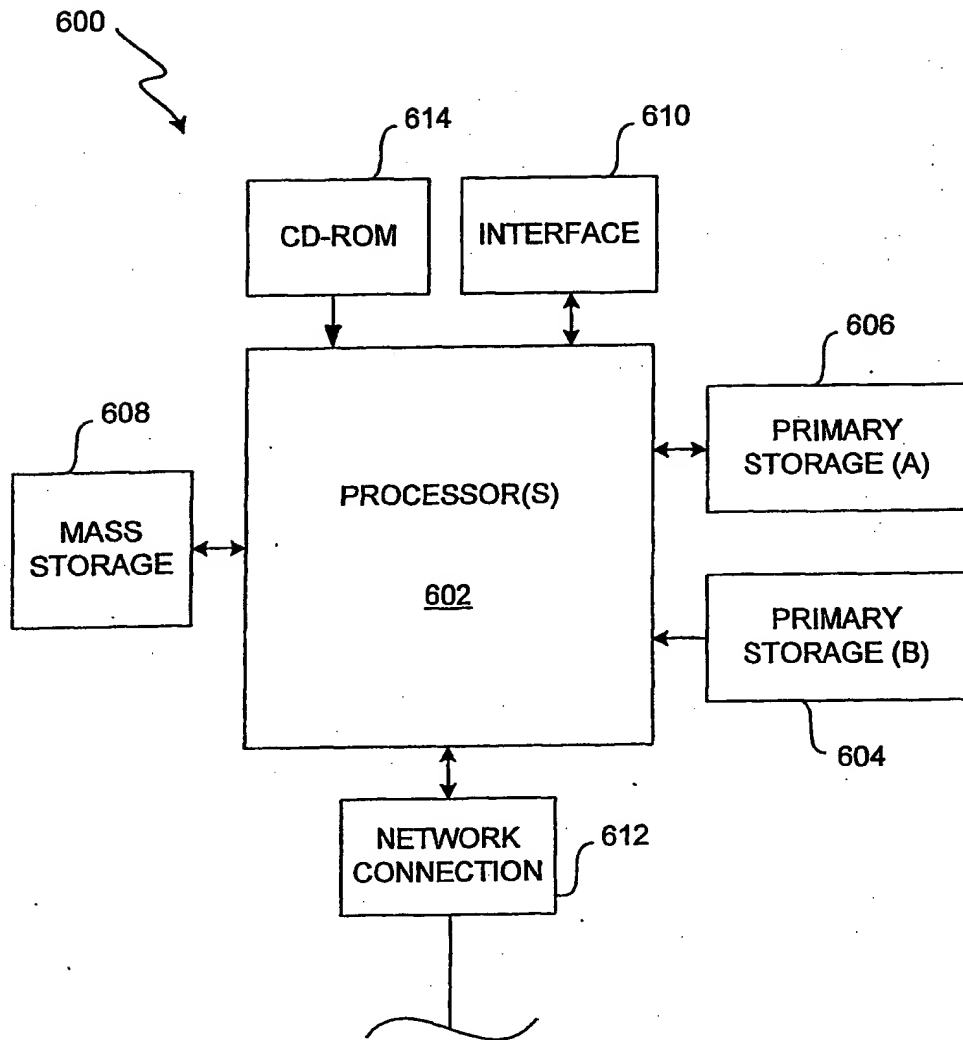 600
614
610
CD-ROM
INTERFACE
606
608
PRIMARY
STORAGE (A)
PROCESSOR(S)
MASS
STORAGE
602
PRIMARY
STORAGE (B)
604
NETWORK
CONNECTION
612